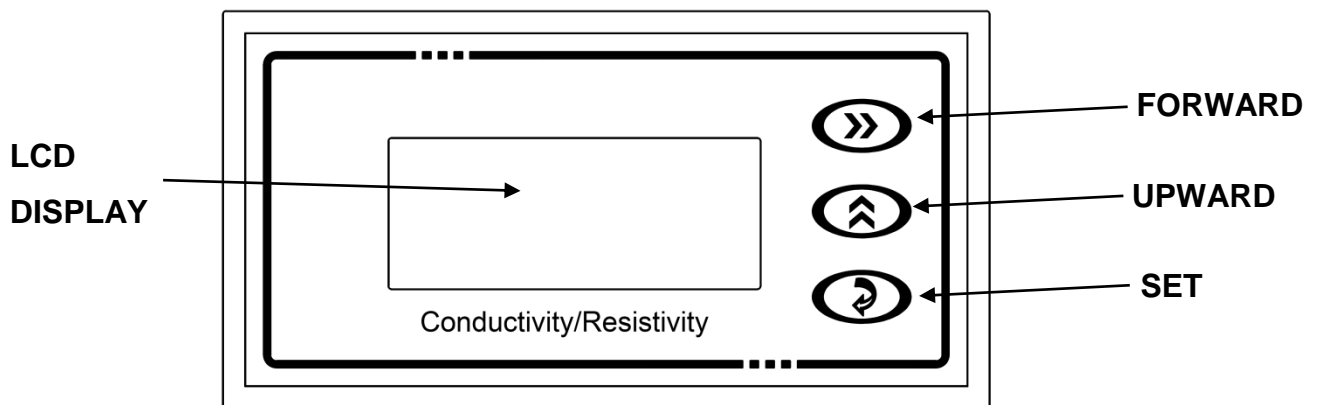 FORWARD
LCD
DISPLAY
UPWARD
SET
Conductivity/Resistivity